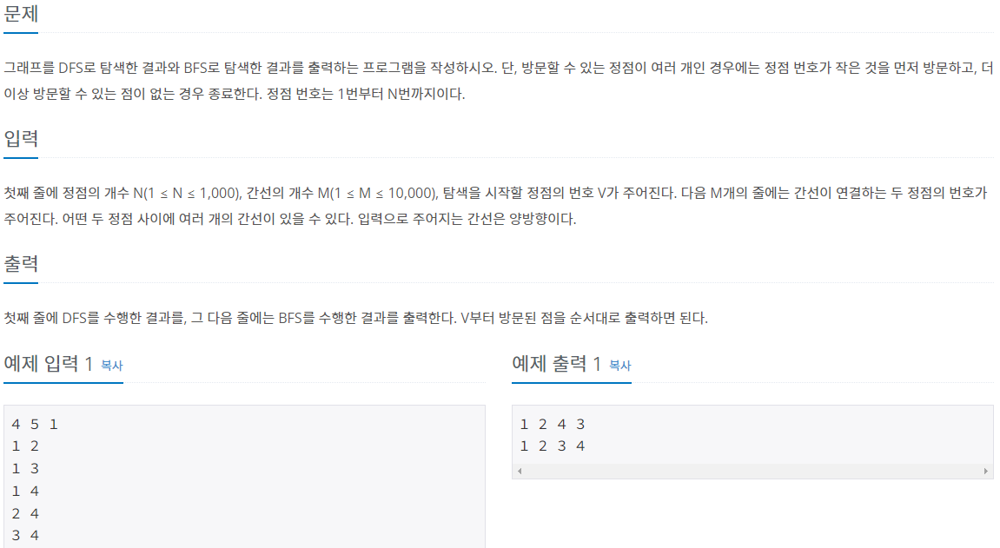 문제
그래프를 DFS로 탐색한 결과와 BFS로 탐색한 결과를 출력하는 프로그램을 작성하시오. 단, 방문할 수 있는 정점이 여러 개인 경우에는 정점 번호가 작은 것을 먼저 방문하고, 더
이상 방문할 수 있는 점이 없는 경우 종료한다. 정점 번호는 1번부터 N번까지이다.
입력
첫째 줄에 정점의 개수 N(1 ≤ N ≤ 1,000), 간선의 개수 M(1 ≤ M ≤ 10,000), 탐색을 시작할 정점의 번호 V가 주어진다. 다음 M개의 줄에는 간선이 연결하는 두 정점의 번호가
주어진다. 어떤 두 정점 사이에 여러 개의 간선이 있을 수 있다. 입력으로 주어지는 간선은 양방향이다.
출력
첫째 줄에 DFS를 수행한 결과를, 그 다음 줄에는 BFS를 수행한 결과를 출력한다. V부터 방문된 점을 순서대로 출력하면 된다.
예제 입력 1 복사
4 5 1
1 2
1 3
1 4
2 4
3 4
예제 출력 1 복사
1 2 4 3
1 2 3 4